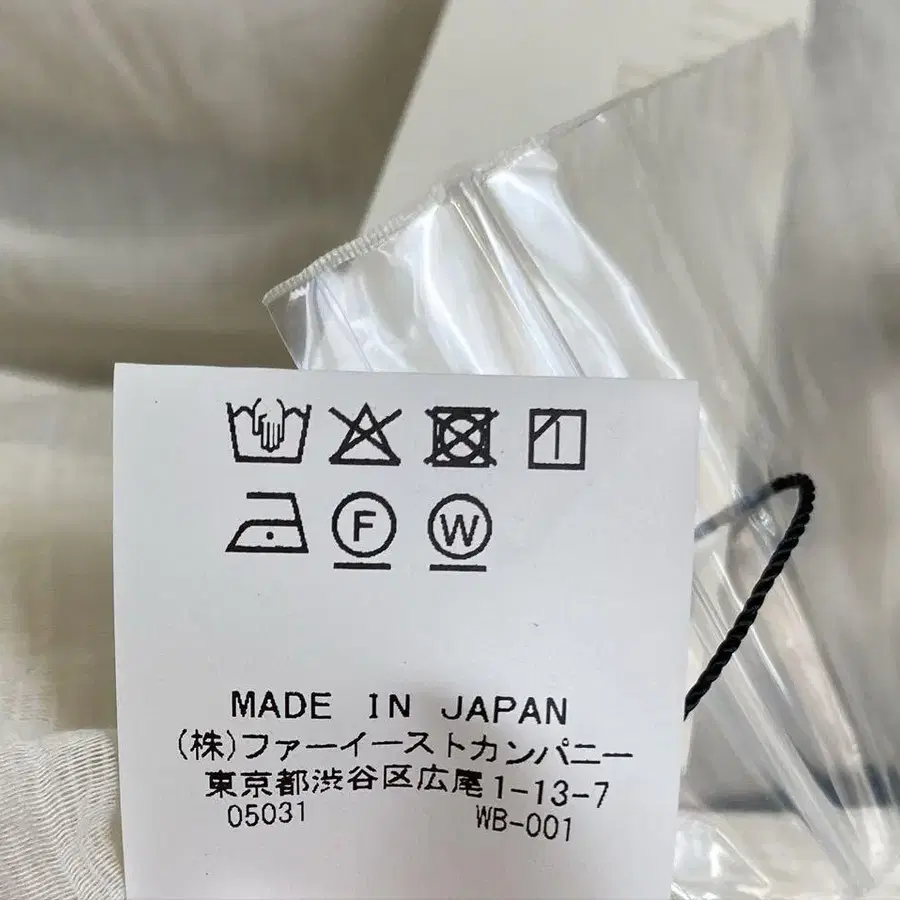 F W
MADE IN JAPAN
(株)ファーイーストカンパニー
東京都渋谷区広尾1-13-7
05031 WB-001